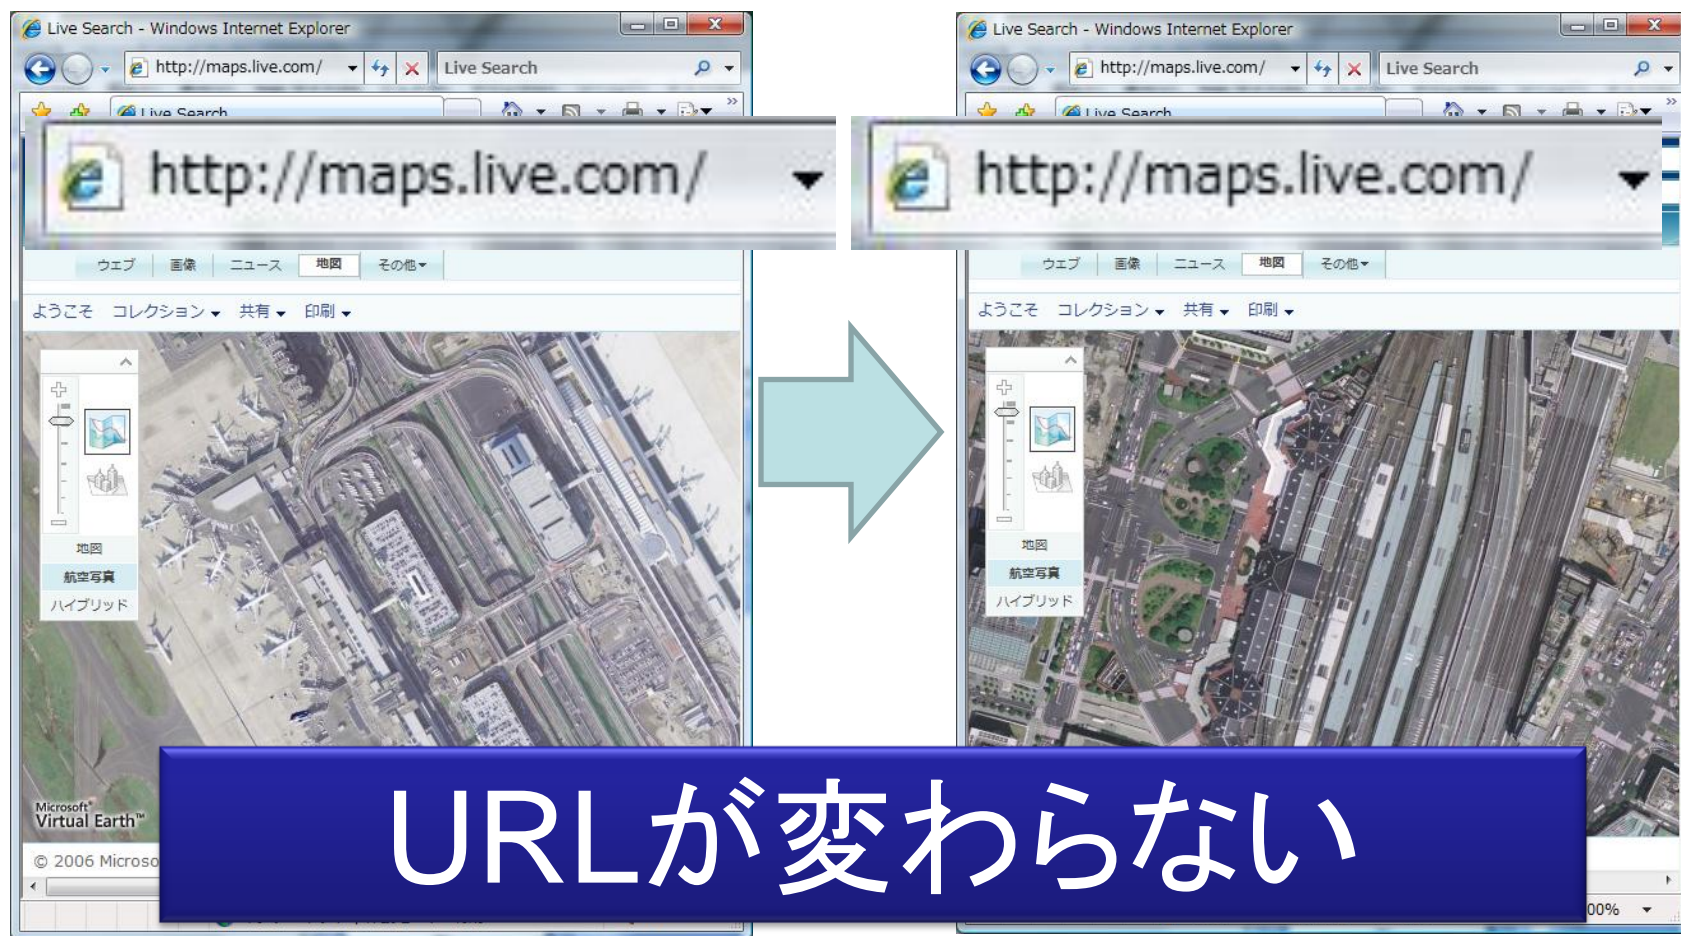 Live Search - Windows Internet Explorer
http://maps.live.com/
Live Search
Live Search
http://maps.live.com/
ウェブ 画像 ニュース 地図 その他
ようこそ コレクション 共有 印刷
地図
航空写真
ハイブリッド
Microsoft®
Virtual Earth™
© 2006 Microso
Live Search - Windows Internet Explorer
http://maps.live.com/
Live Search
Live Search
http://maps.live.com/
ウェブ 画像 ニュース 地図 その他
ようこそ コレクション 共有 印刷
地図
航空写真
ハイブリッド
00%
URLが変わらない